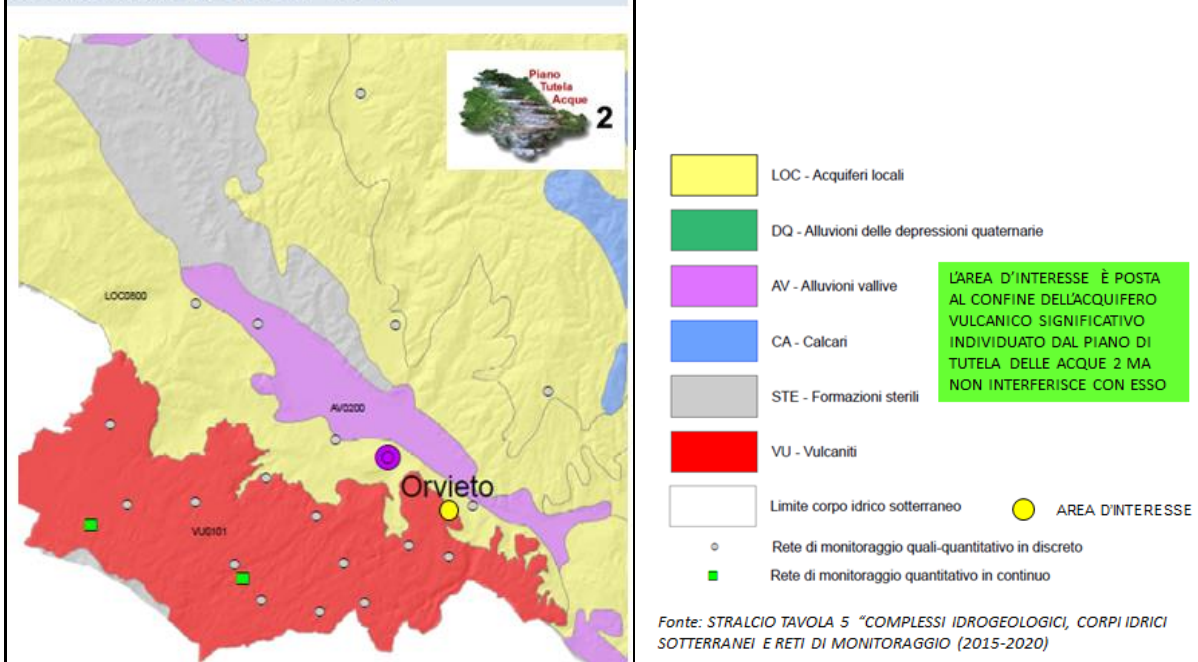 Piano
Tutela
Acque
2
LOC0600
AV0200
Orvieto
VU0101
LOC - Acquiferi locali
DQ - Alluvioni delle depressioni quaternarie
AV - Alluvioni vallive
CA - Calcari
STE - Formazioni sterili
VU - Vulcaniti
Limite corpo idrico sotterraneo
AREA D'INTERESSE
Rete di monitoraggio quali-quantitativo in discreto
Rete di monitoraggio quantitativo in continuo
L'AREA D'INTERESSE È POSTA
AL CONFINE DELL'ACQUIFERO
VULCANICO SIGNIFICATIVO
INDIVIDUATO DAL PIANO DI
TUTELA DELLE ACQUE 2 MA
NON INTERFERISCE CON ESSO
Fonte: STRALCIO TAVOLA 5 "COMPLESSI IDROGEOLOGICI, CORPI IDRICI
SOTTERRANEI E RETI DI MONITORAGGIO (2015-2020)